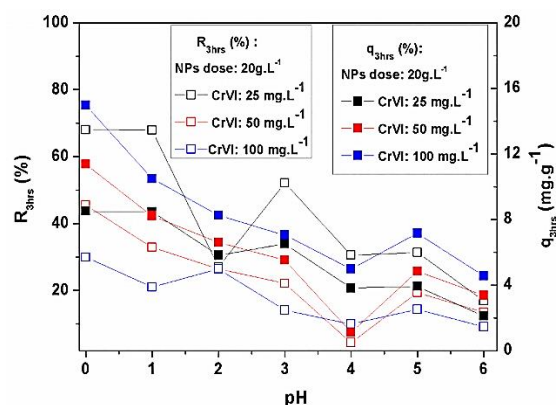 100
80
60
40
20
R3hrs (%)
R3hrs (%) :
NPs dose: 20g.L-1
CrVI: 25 mg.L-1
CrVI: 50 mg.L-1
CrVI: 100 mg.L-1
q3hrs (%):
NPs dose: 20g.L-1
CrVI: 25 mg.L-1
CrVI: 50 mg.L-1
CrVI: 100 mg.L-1
20
16
12
8
4
0
q3hrs (mg.g-1)
0 1 2 3 4 5 6
pH